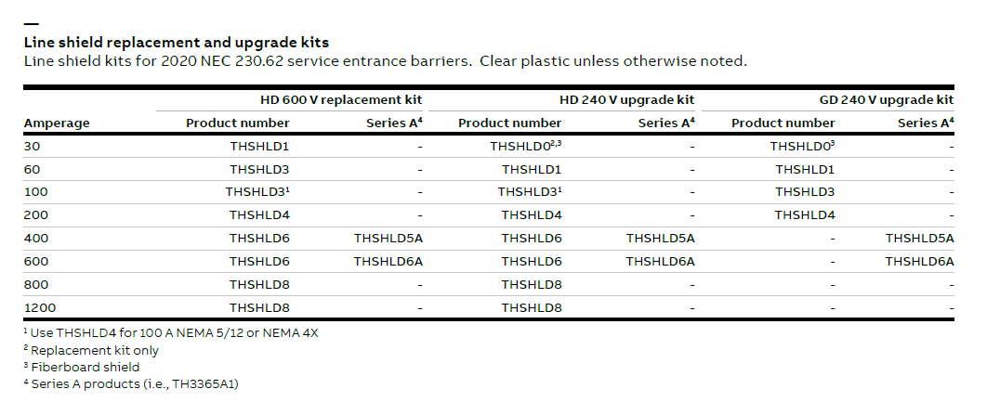 Line shield replacement and upgrade kits
Line shield kits for 2020 NEC 230.62 service entrance barriers. Clear plastic unless otherwise noted.
HD 600 V replacement kit HD 240 V upgrade kit GD 240 V upgrade kit
Amperage Product number Series A⁴ Product number Series A⁴ Product number Series A⁴
30 THSHLD1 - THSHLD0²,³ - THSHLD0³ -
60 THSHLD3 - THSHLD1 - THSHLD1 -
100 THSHLD3¹ - THSHLD3¹ - THSHLD3 -
200 THSHLD4 - THSHLD4 - THSHLD4 -
400 THSHLD6 THSHLD5A THSHLD6 THSHLD5A - THSHLD5A
600 THSHLD6 THSHLD6A THSHLD6 THSHLD6A - THSHLD6A
800 THSHLD8 - THSHLD8 - - -
1200 THSHLD8 - THSHLD8 - - -
¹ Use THSHLD4 for 100 A NEMA 5/12 or NEMA 4X
² Replacement kit only
³ Fiberboard shield
⁴ Series A products (i.e., TH3365A1)